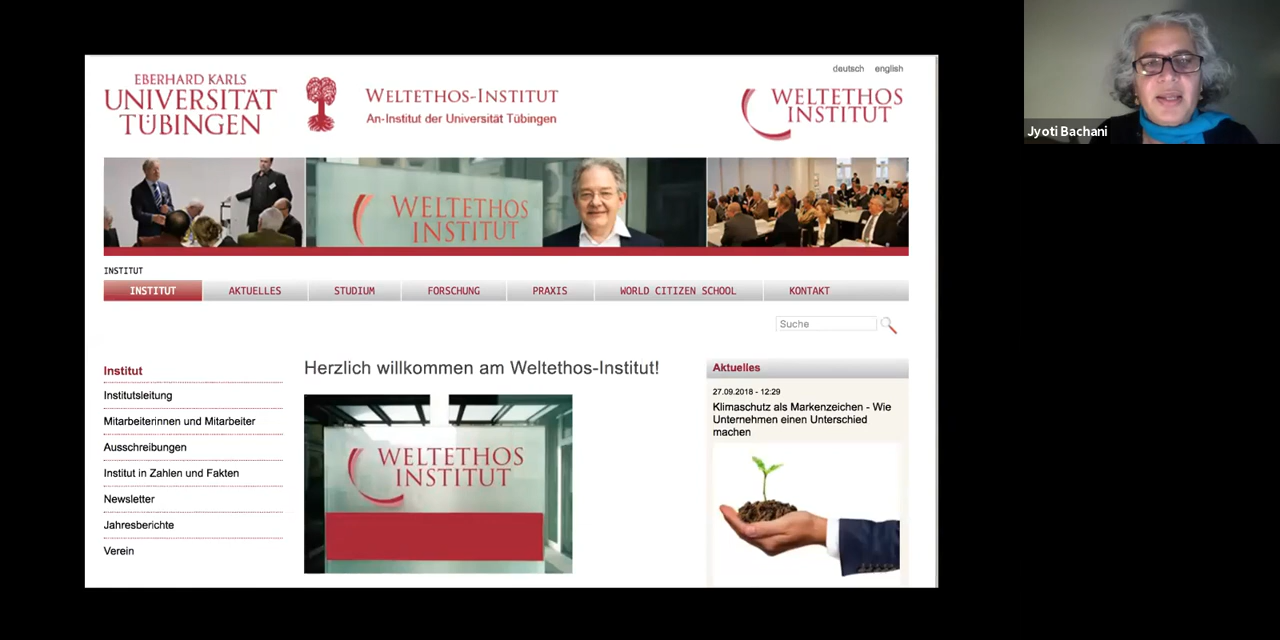 deutsch english
EBERHARD KARLS
UNIVERSITÄT
TÜBINGEN
WELTETHOS-INSTITUT
An-Institut der Universität Tübingen
WELTETHOS
INSTITUT
Jyoti Bachani
WELTETHOS
INSTITUT
INSTITUT
INSTITUT AKTUELLES STUDIUM FORSCHUNG PRAXIS WORLD CITIZEN SCHOOL KONTAKT
Suche
Institut
Institutsleitung
Mitarbeiterinnen und Mitarbeiter
Ausschreibungen
Institut in Zahlen und Fakten
Newsletter
Jahresberichte
Verein
Herzlich willkommen am Weltethos-Institut!
WELTETHOS
INSTITUT
Aktuelles
27.09.2018 - 12:29
Klimaschutz als Markenzeichen - Wie
Unternehmen einen Unterschied
machen